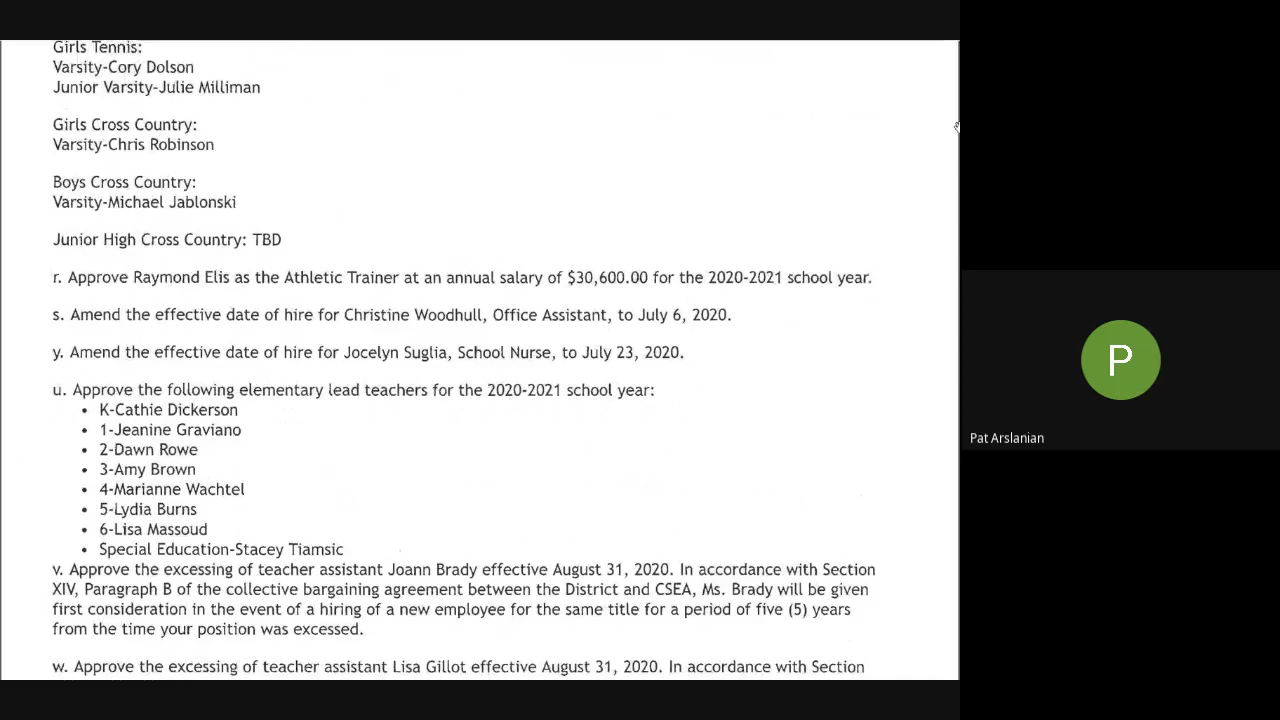 Girls Tennis:
Varsity-Cory Dolson
Junior Varsity-Julie Milliman
Girls Cross Country:
Varsity-Chris Robinson
Boys Cross Country:
Varsity-Michael Jablonski
Junior High Cross Country: TBD
r. Approve Raymond Elis as the Athletic Trainer at an annual salary of $30,600.00 for the 2020-2021 school year.
s. Amend the effective date of hire for Christine Woodhull, Office Assistant, to July 6, 2020.
y. Amend the effective date of hire for Jocelyn Suglia, School Nurse, to July 23, 2020.
u. Approve the following elementary lead teachers for the 2020-2021 school year:
• K-Cathie Dickerson
• 1-Jeanine Graviano
• 2-Dawn Rowe
• 3-Amy Brown
• 4-Marianne Wachtel
• 5-Lydia Burns
• 6-Lisa Massoud
• Special Education-Stacey Tiamsic
v. Approve the excessing of teacher assistant Joann Brady effective August 31, 2020. In accordance with Section
XIV, Paragraph B of the collective bargaining agreement between the District and CSEA, Ms. Brady will be given
first consideration in the event of a hiring of a new employee for the same title for a period of five (5) years
from the time your position was excessed.
w. Approve the excessing of teacher assistant Lisa Gillot effective August 31, 2020. In accordance with Section
P
Pat Arslanian